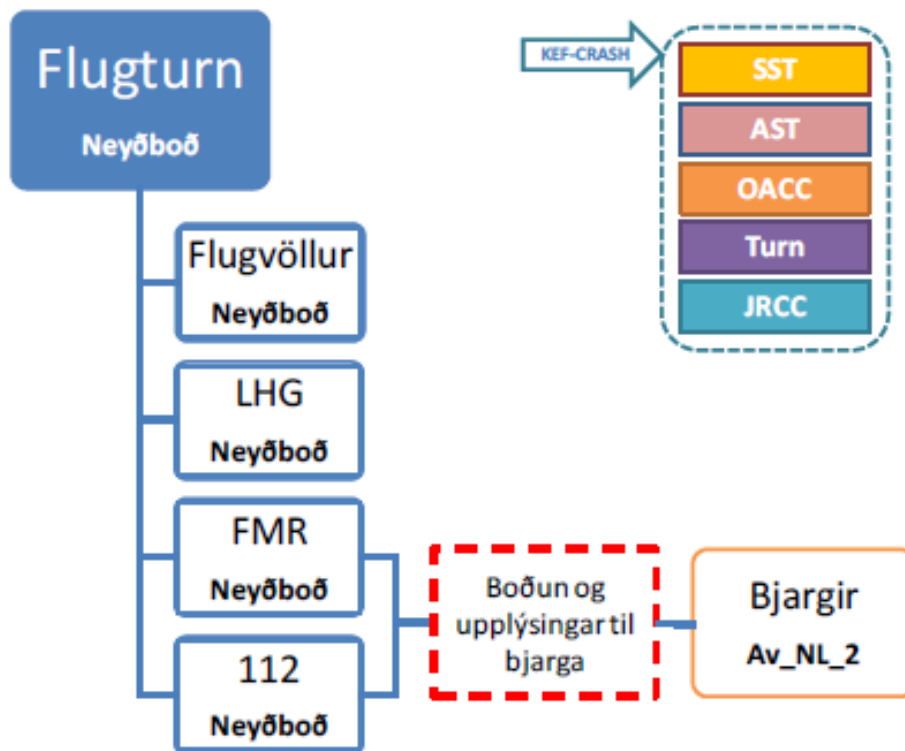 Flugturn
Neyðboð
KEF-CRASH
SST
AST
OACC
Turn
JRCC
Flugvöllur
Neyðboð
LHG
Neyðboð
FMR
Neyðboð
112
Neyðboð
Boðun og
upplýsingar til
bjarga
Bjargir
Av_NL_2